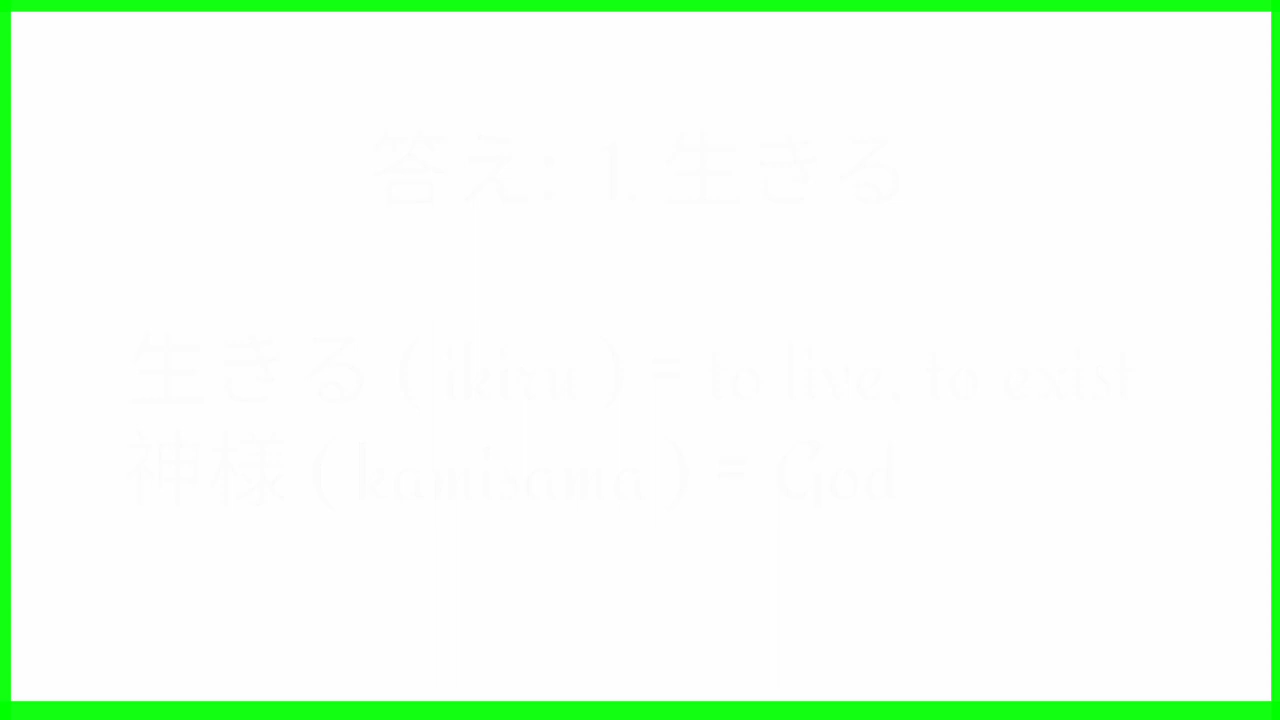 答え: 1. 生きる
生きる ( ikiru ) = to live, to exist
神様 ( kamisama ) = God